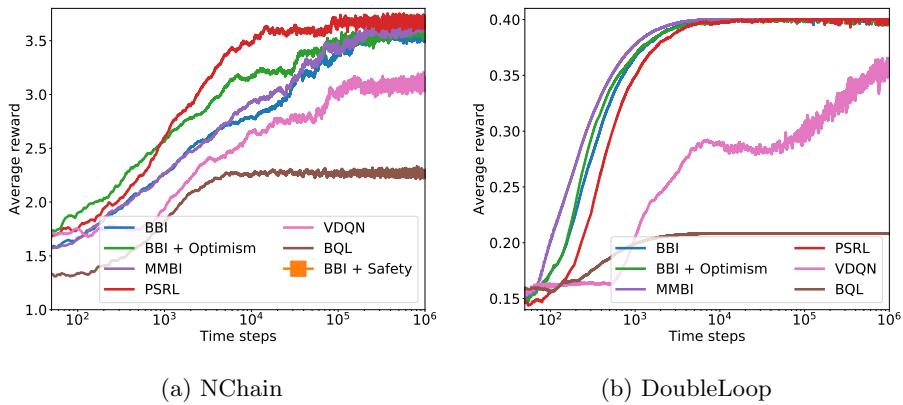 Average reward
3.5
3.0
2.5
2.0
1.5
1.0
10²
10³
10⁴
10⁵
10⁶
Time steps
BBI
BBI + Optimism
MMBI
PSRL
VDQN
BQL
BBI + Safety
(a) NChain
Average reward
0.40
0.35
0.30
0.25
0.20
0.15
10²
10³
10⁴
10⁵
10⁶
Time steps
BBI
BBI + Optimism
MMBI
PSRL
VDQN
BQL
(b) DoubleLoop